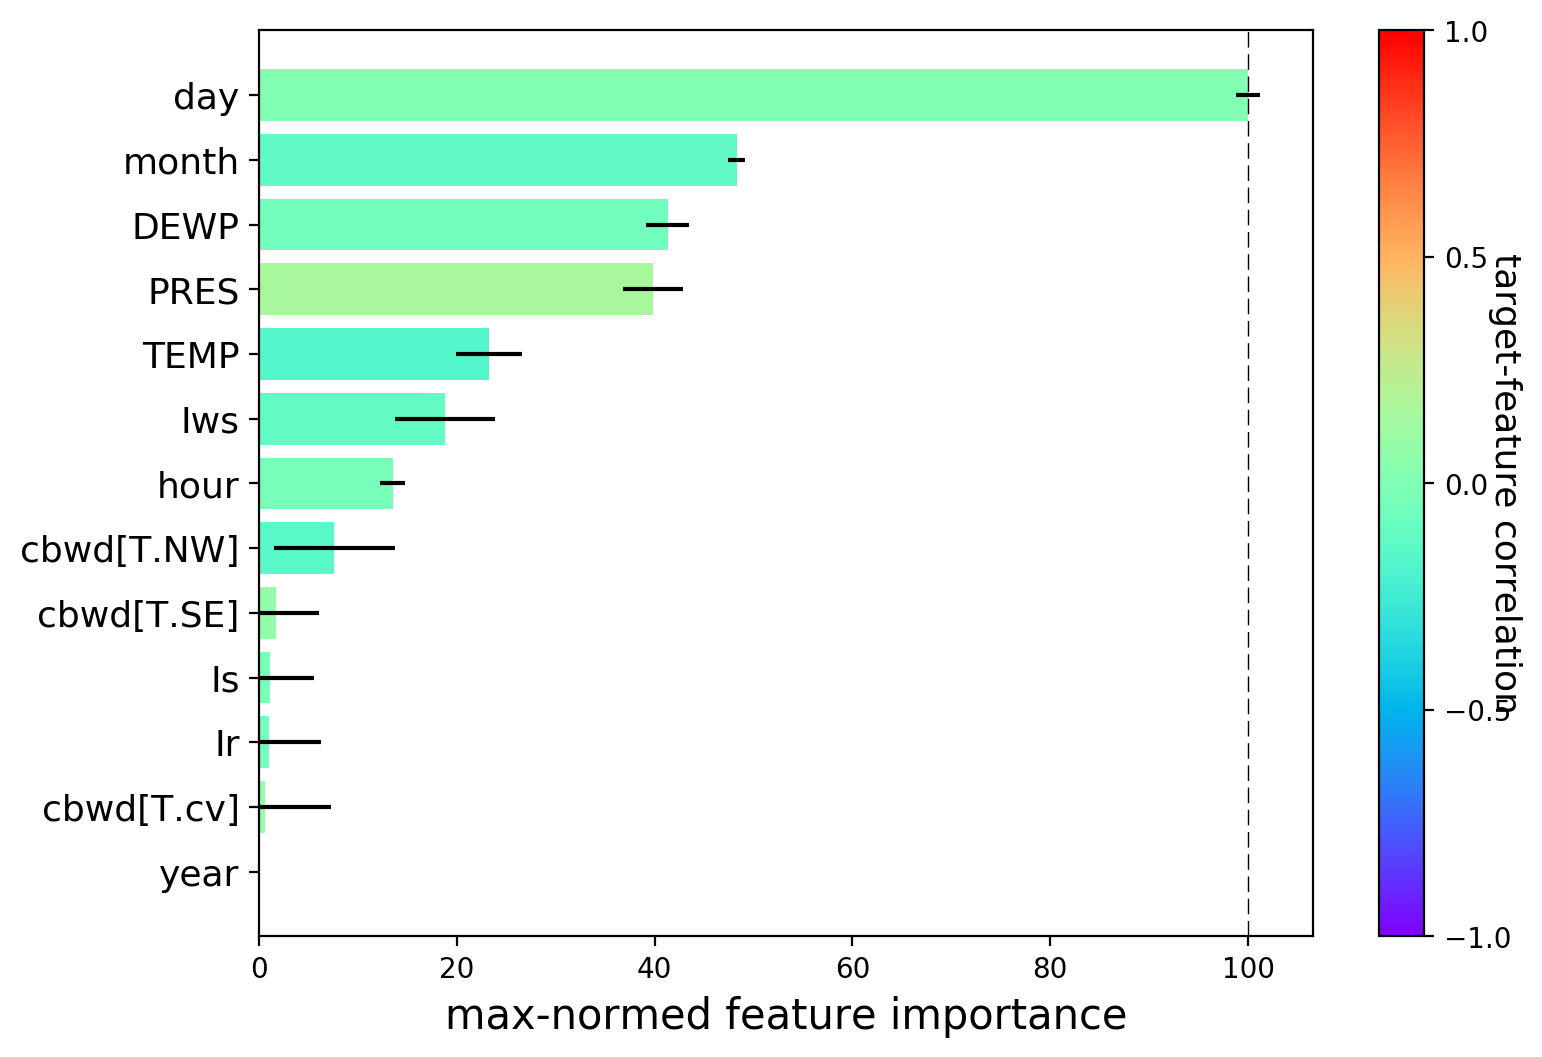 day
month
DEWP
PRES
TEMP
Iws
hour
cbwd[T.NW]
cbwd[T.SE]
Is
Ir
cbwd[T.cv]
year
0 20 40 60 80 100
max-normed feature importance
1.0
0.5
0.0
−0.5
−1.0
target-feature correlation